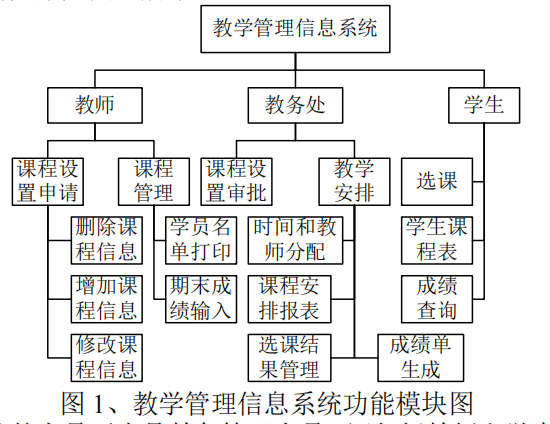 教学管理信息系统
教师
教务处
学生
课程设
置申请
课程
管理
课程设
置审批
教学
安排
选课
删除课
程信息
学员名
单打印
时间和教
师分配
学生课
程表
增加课
程信息
期末成
绩输入
课程安
排报表
成绩
查询
修改课
程信息
选课结
果管理
成绩单
生成
图 1、教学管理信息系统功能模块图